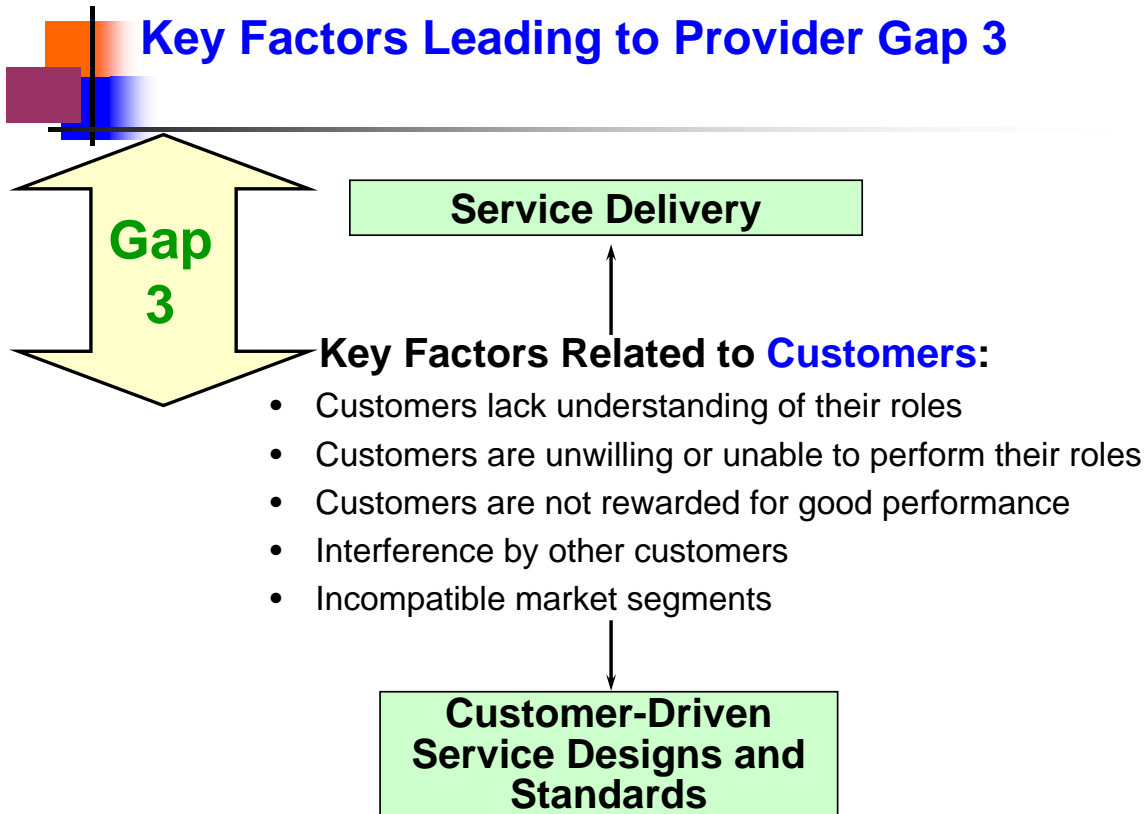 Key Factors Leading to Provider Gap 3
Service Delivery
Gap
3
Key Factors Related to Customers:
• Customers lack understanding of their roles
• Customers are unwilling or unable to perform their roles
• Customers are not rewarded for good performance
• Interference by other customers
• Incompatible market segments
Customer-Driven
Service Designs and
Standards